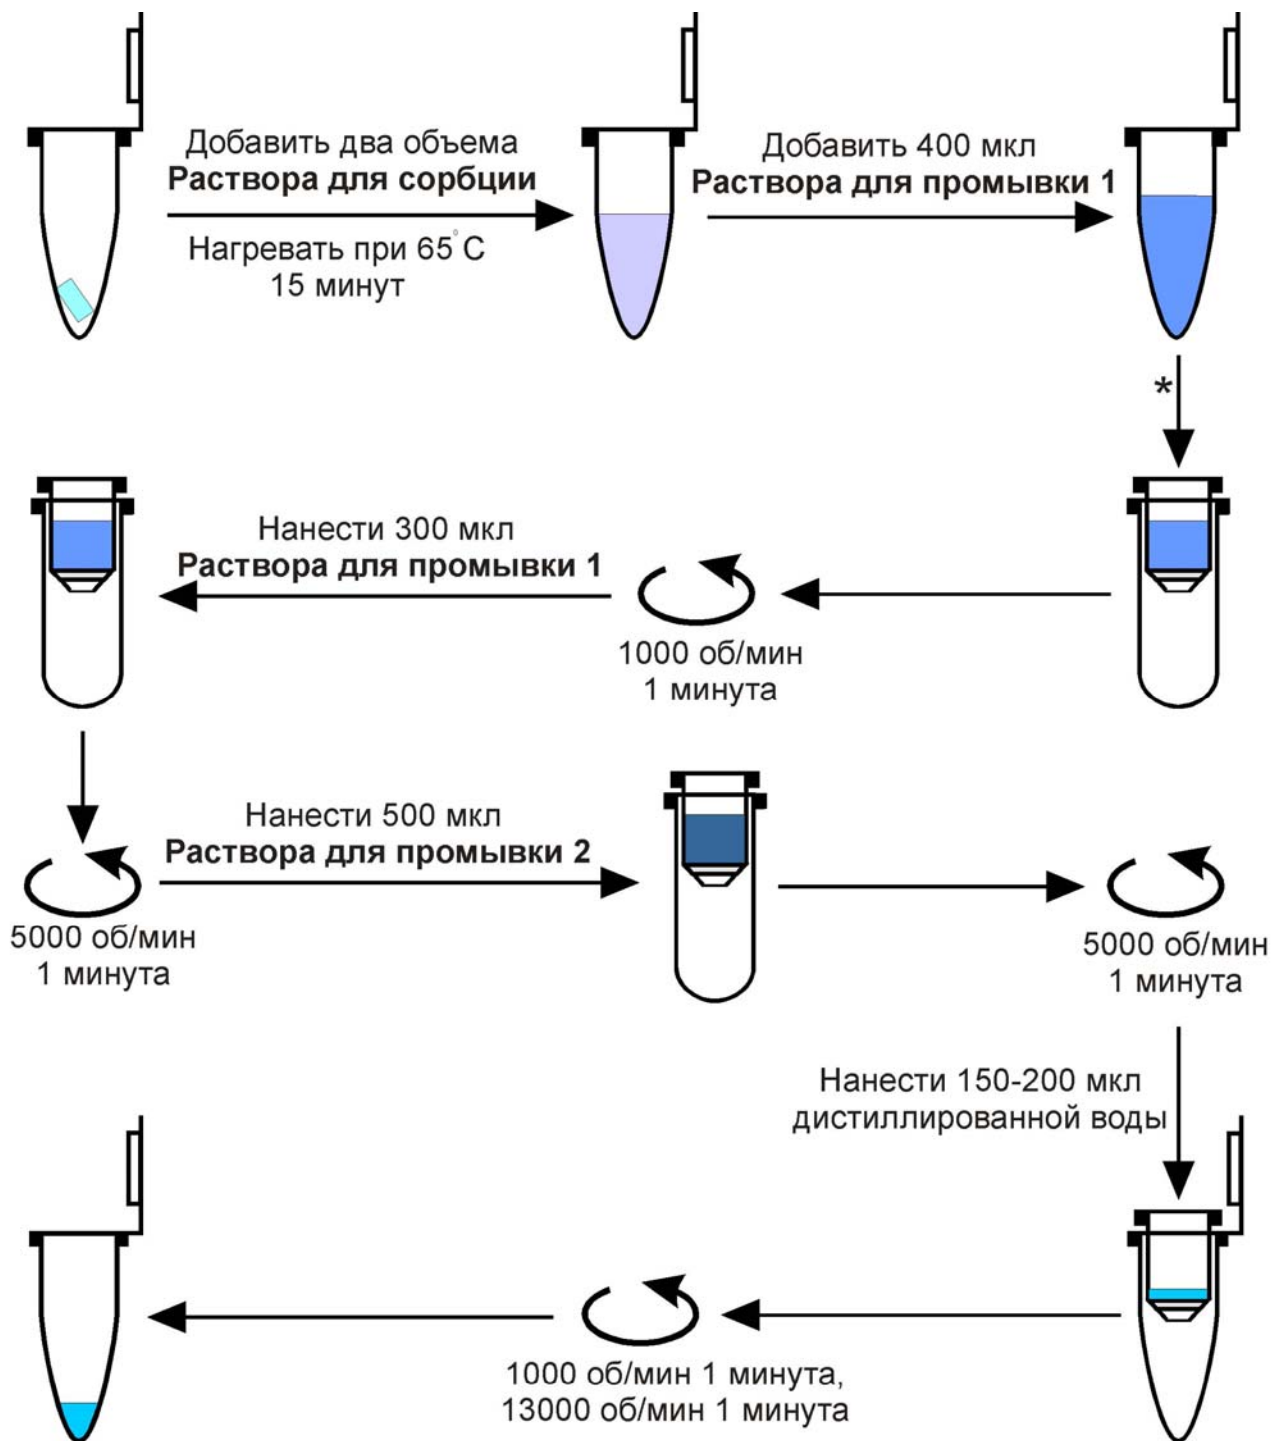 Добавить два объема
Раствора для сорбции
Нагревать при 65°С
15 минут
Добавить 400 мкл
Раствора для промывки 1
*
Нанести 300 мкл
Раствора для промывки 1
1000 об/мин
1 минута
Нанести 500 мкл
Раствора для промывки 2
5000 об/мин
1 минута
5000 об/мин
1 минута
Нанести 150-200 мкл
дистиллированной воды
1000 об/мин 1 минута,
13000 об/мин 1 минута